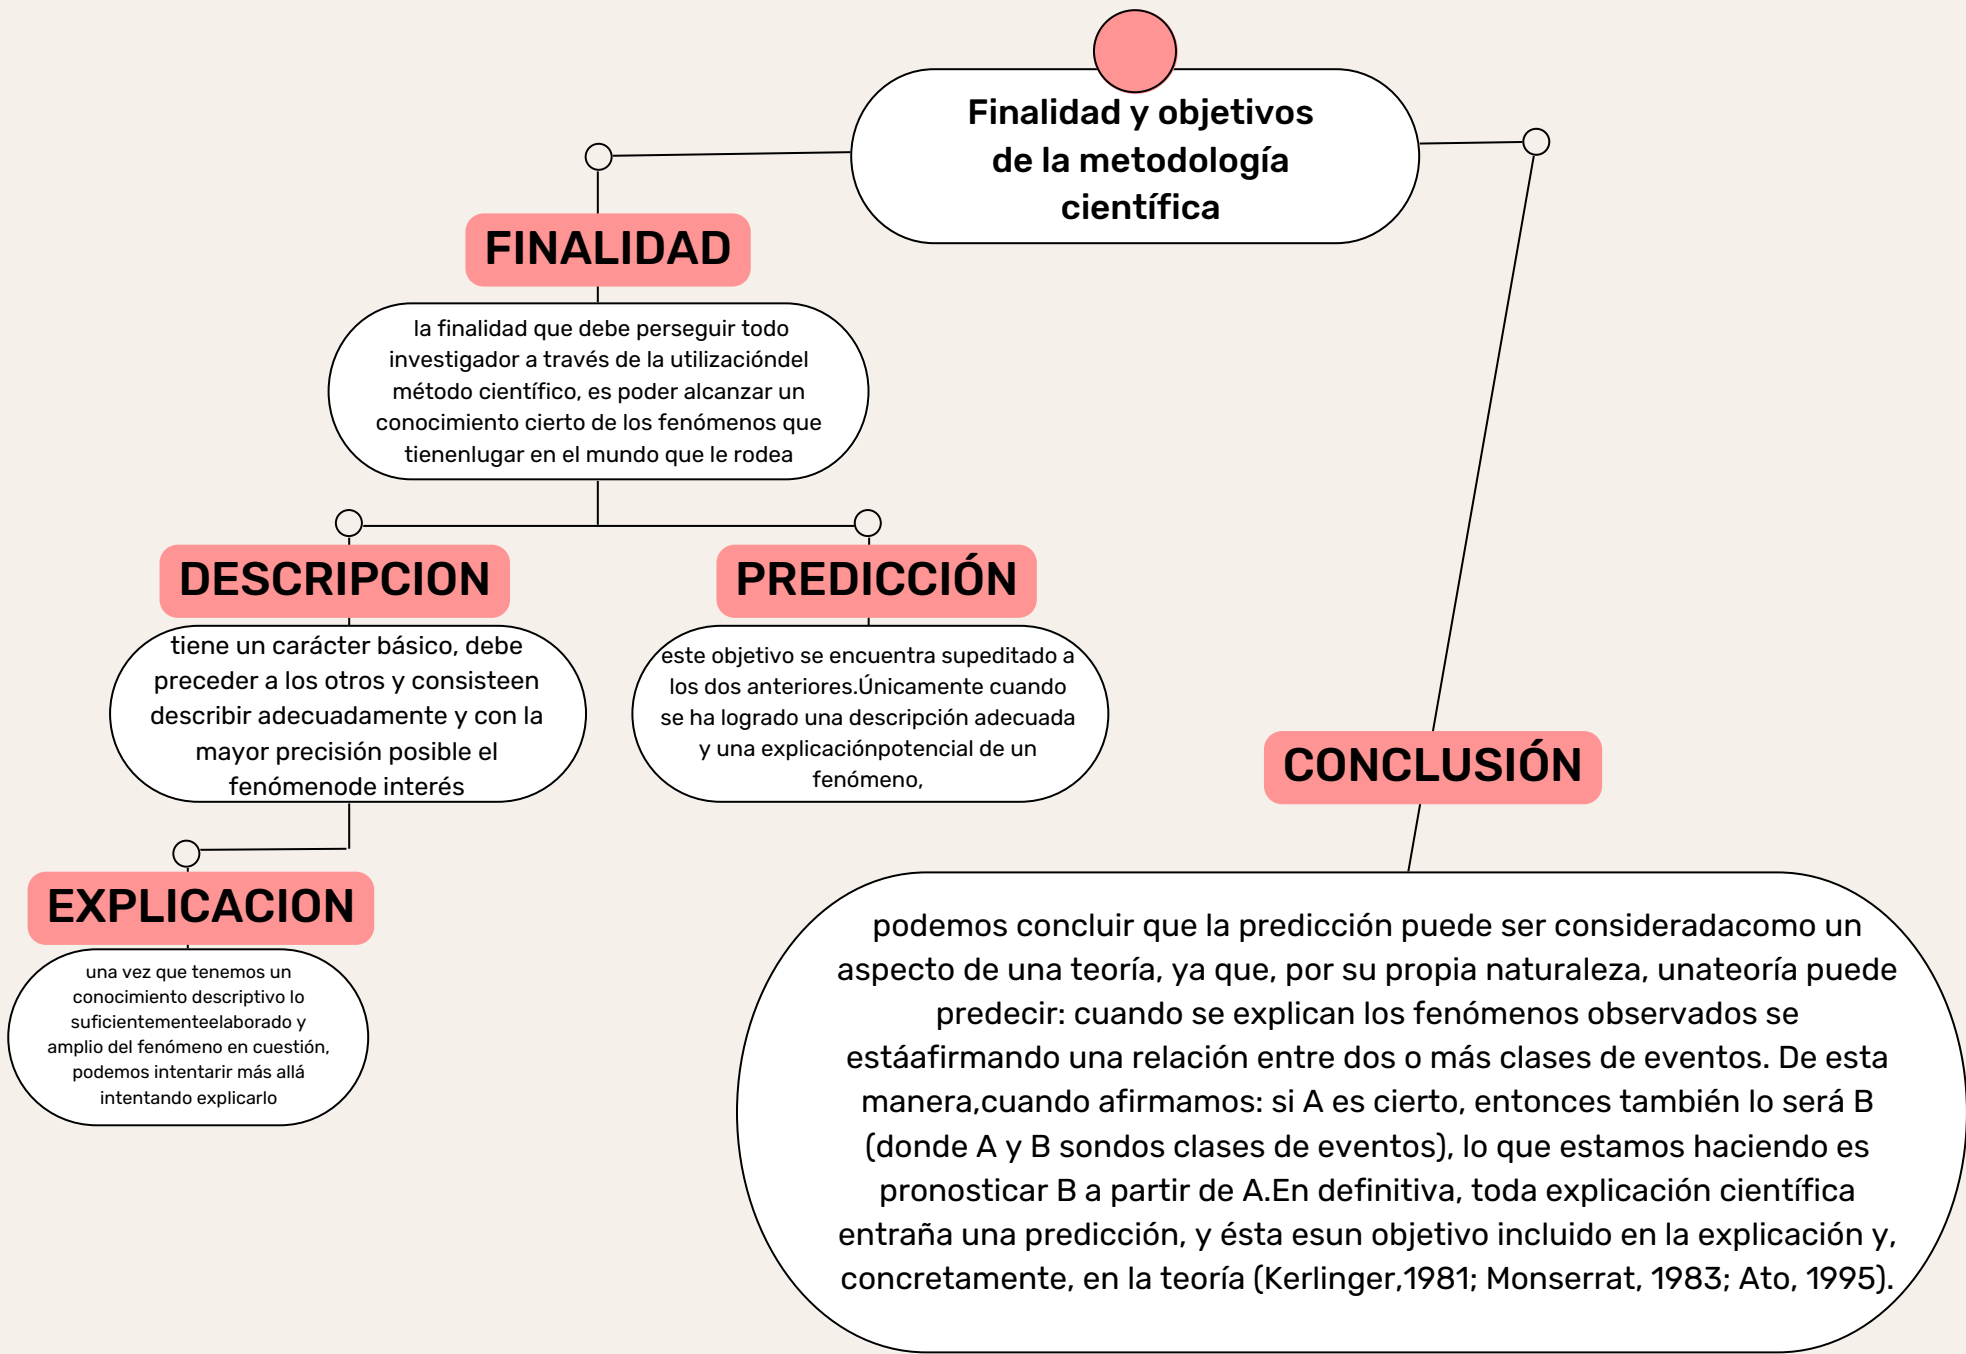 Finalidad y objetivos
de la metodología
científica
FINALIDAD
la finalidad que debe perseguir todo
investigador a través de la utilizacióndel
método científico, es poder alcanzar un
conocimiento cierto de los fenómenos que
tienenlugar en el mundo que le rodea
DESCRIPCION
tiene un carácter básico, debe
preceder a los otros y consisteen
describir adecuadamente y con la
mayor precisión posible el
fenómenode interés
PREDICCIÓN
este objetivo se encuentra supeditado a
los dos anteriores.Únicamente cuando
se ha logrado una descripción adecuada
y una explicaciónpotencial de un
fenómeno,
EXPLICACION
una vez que tenemos un
conocimiento descriptivo lo
suficientementeelaborado y
amplio del fenómeno en cuestión,
podemos intentarir más allá
intentando explicarlo
CONCLUSIÓN
podemos concluir que la predicción puede ser consideradacomo un
aspecto de una teoría, ya que, por su propia naturaleza, unateoría puede
predecir: cuando se explican los fenómenos observados se
estáafirmando una relación entre dos o más clases de eventos. De esta
manera,cuando afirmamos: si A es cierto, entonces también lo será B
(donde A y B sondos clases de eventos), lo que estamos haciendo es
pronosticar B a partir de A.En definitiva, toda explicación científica
entraña una predicción, y ésta esun objetivo incluido en la explicación y,
concretamente, en la teoría (Kerlinger,1981; Monserrat, 1983; Ato, 1995).